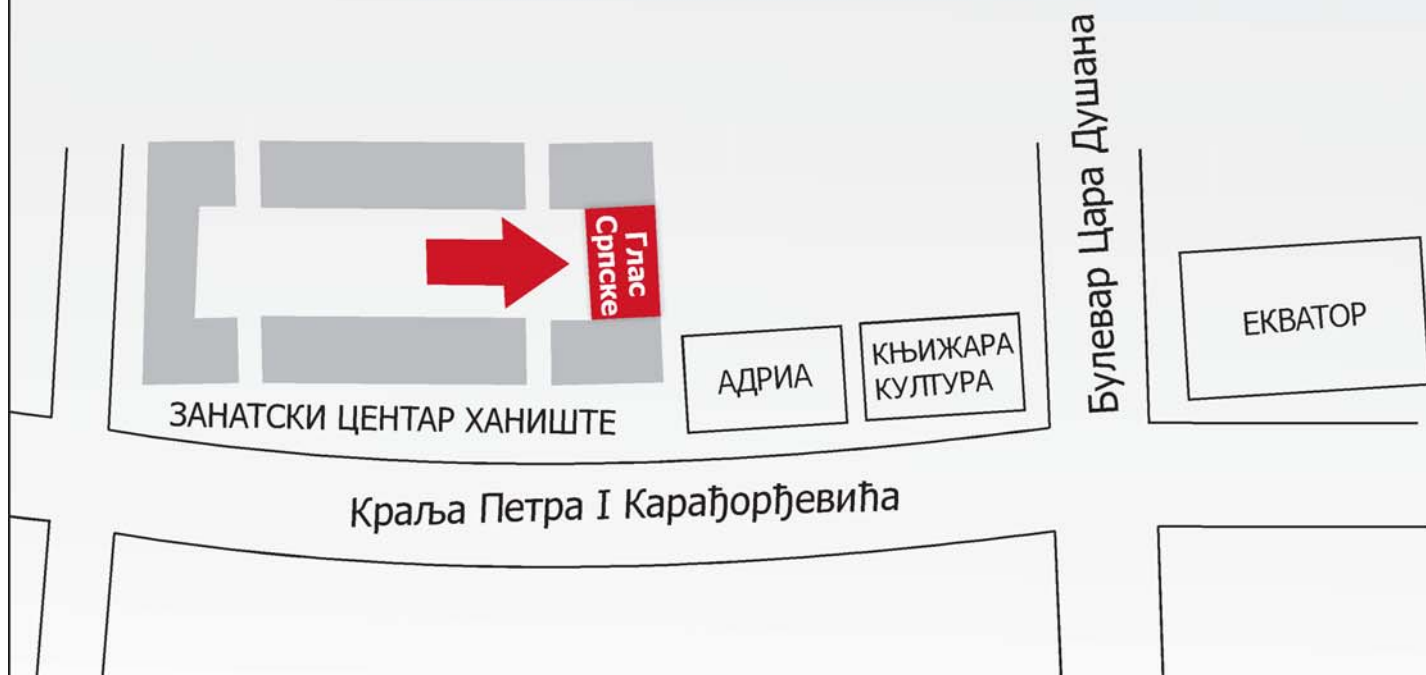 Булевар Цара Душана
Глас
Српске
ЕКВАТОР
АДРИА
КЊИЖАРА
КУЛТУРА
ЗАНАТСКИ ЦЕНТАР ХАНИШТЕ
Краља Петра I Карађорђевића